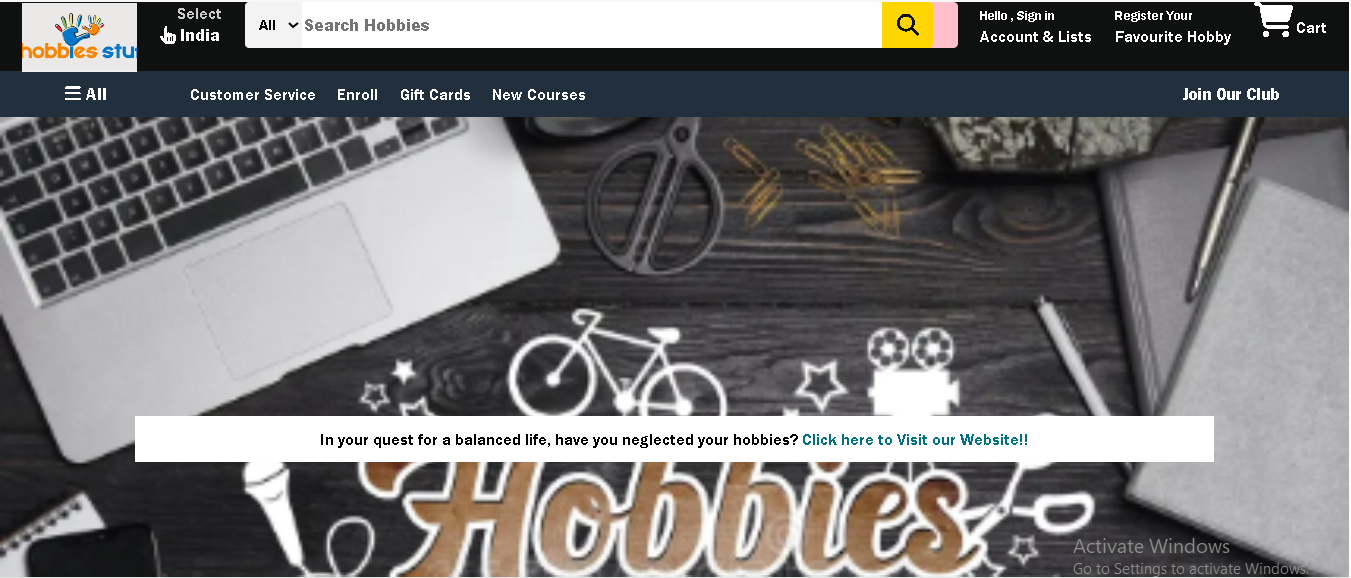 hobbies stu
Select
India
All
Search Hobbies
Hello , Sign in
Account & Lists
Register Your
Favourite Hobby
Cart
All
Customer Service
Enroll
Gift Cards
New Courses
Join Our Club
In your quest for a balanced life, have you neglected your hobbies? Click here to Visit our Website!!
Hobbies
Activate Windows
Go to Settings to activate Windows.